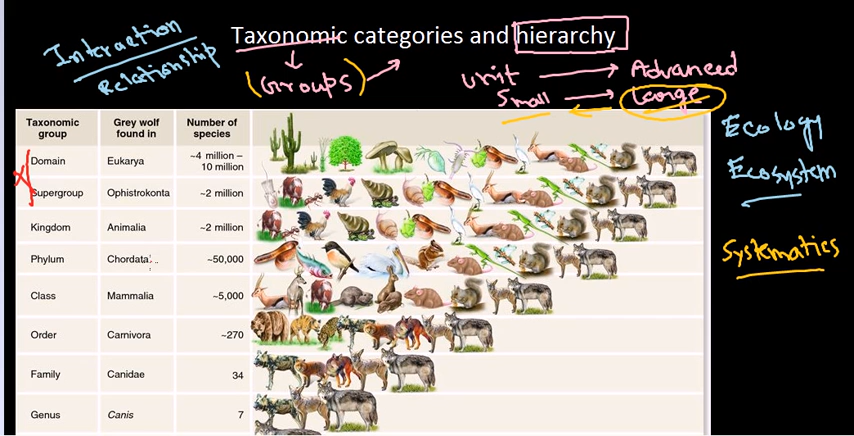 Interaction
Relationship
Taxonomic categories and hierarchy
(Groups)
Unit Advanced
Small Large
Ecology
Ecosystem
Systematics
Taxonomic group Grey wolf found in Number of species
Domain Eukarya ~4 million – 10 million
Supergroup Ophistrokonta ~2 million
Kingdom Animalia ~2 million
Phylum Chordata ~50,000
Class Mammalia ~5,000
Order Carnivora ~270
Family Canidae 34
Genus Canis 7